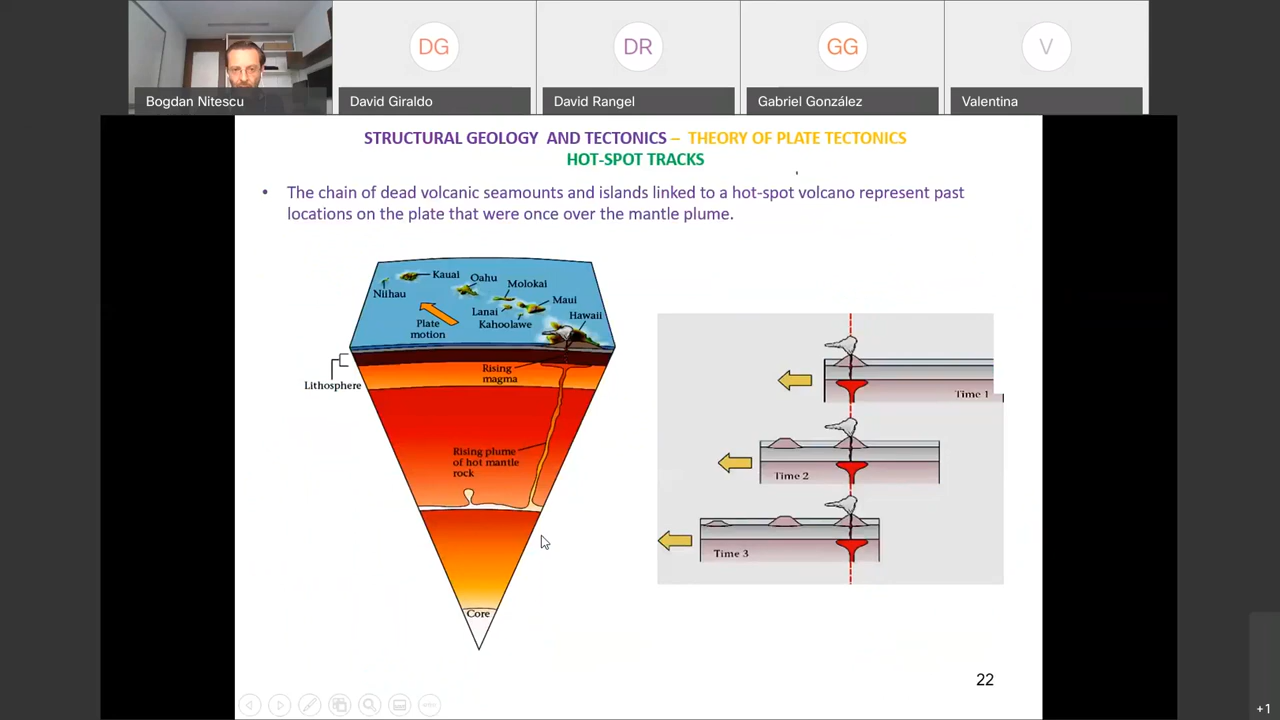 DG
DR
GG
V
Bogdan Nitescu
David Giraldo
David Rangel
Gabriel González
Valentina
STRUCTURAL GEOLOGY AND TECTONICS – THEORY OF PLATE TECTONICS
HOT-SPOT TRACKS
• The chain of dead volcanic seamounts and islands linked to a hot-spot volcano represent past
locations on the plate that were once over the mantle plume.
Kauai
Oahu
Niihau
Molokai
Maui
Lanai
Kahoolawe
Hawaii
Plate
motion
Lithosphere
Rising
magma
Rising plume
of hot mantle
rock
Core
Time 1
Time 2
Time 3
22
+1